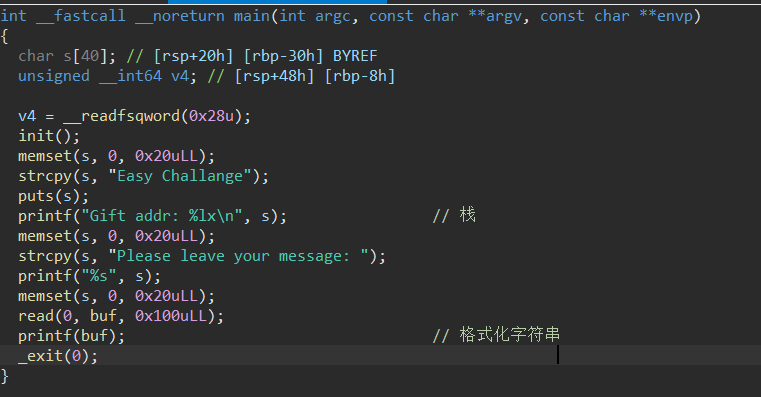 int __fastcall __noreturn main(int argc, const char **argv, const char **envp)
{
  char s[40]; // [rsp+20h] [rbp-30h] BYREF
  unsigned __int64 v4; // [rsp+48h] [rbp-8h]

  v4 = __readfsqword(0x28u);
  init();
  memset(s, 0, 0x20uLL);
  strcpy(s, "Easy Challange");
  puts(s);
  printf("Gift addr: %lx\n", s);                  // 栈
  memset(s, 0, 0x20uLL);
  strcpy(s, "Please leave your message: ");
  printf("%s", s);
  memset(s, 0, 0x20uLL);
  read(0, buf, 0x100uLL);
  printf(buf);                                    // 格式化字符串
  _exit(0);
}